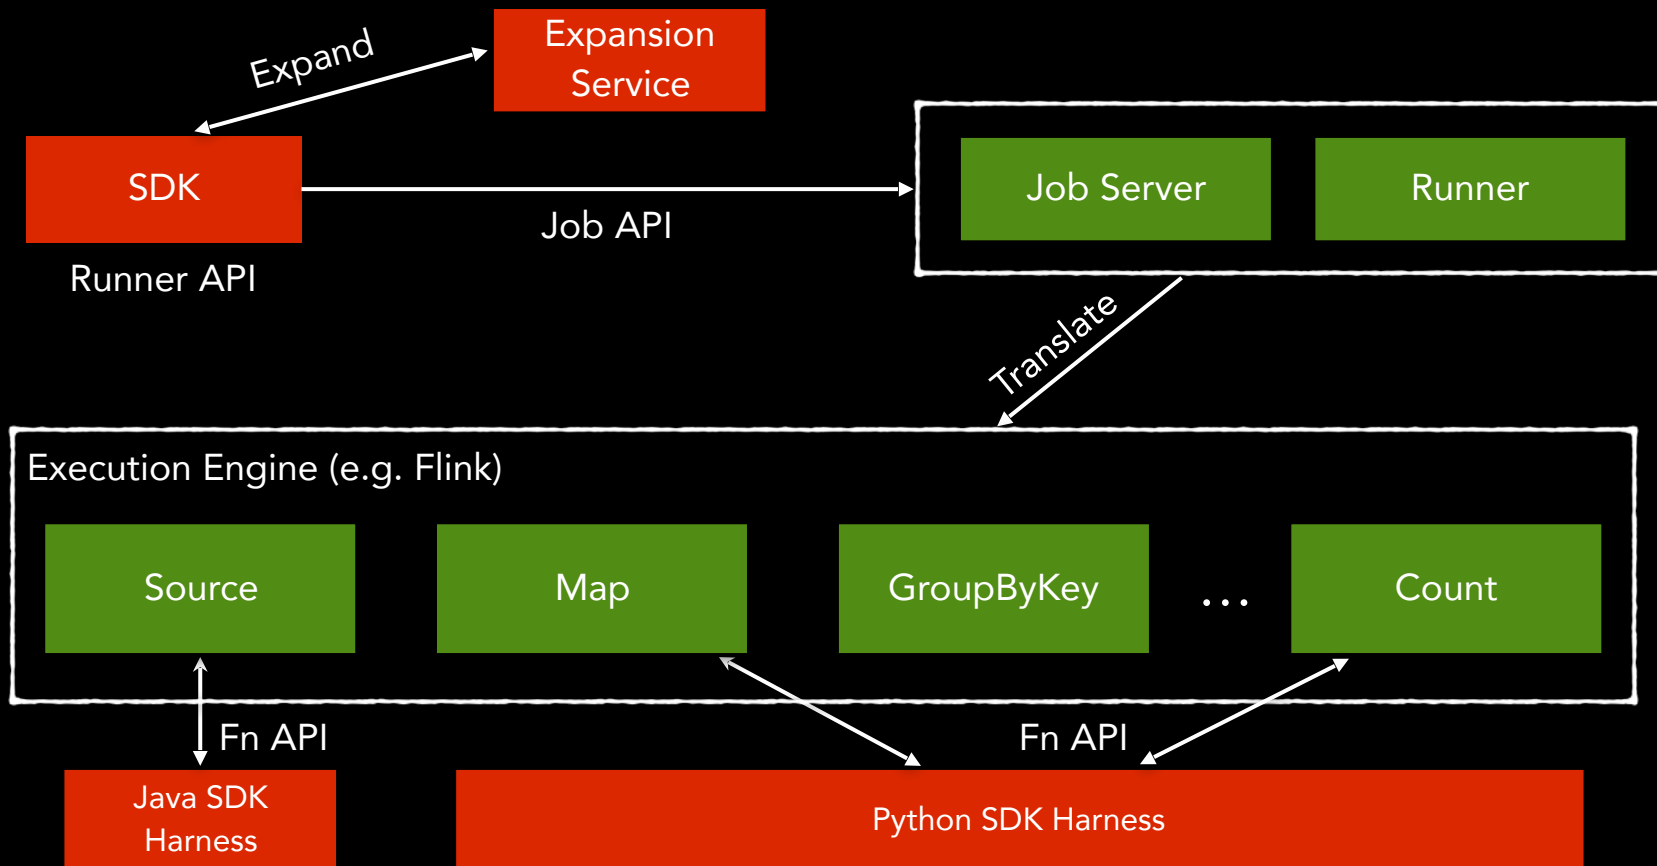 Expand
Expansion
Service
SDK
Job API
Runner API
Job Server
Runner
Translate
Execution Engine (e.g. Flink)
Source
Map
GroupByKey
...
Count
Fn API
Fn API
Java SDK
Harness
Python SDK Harness